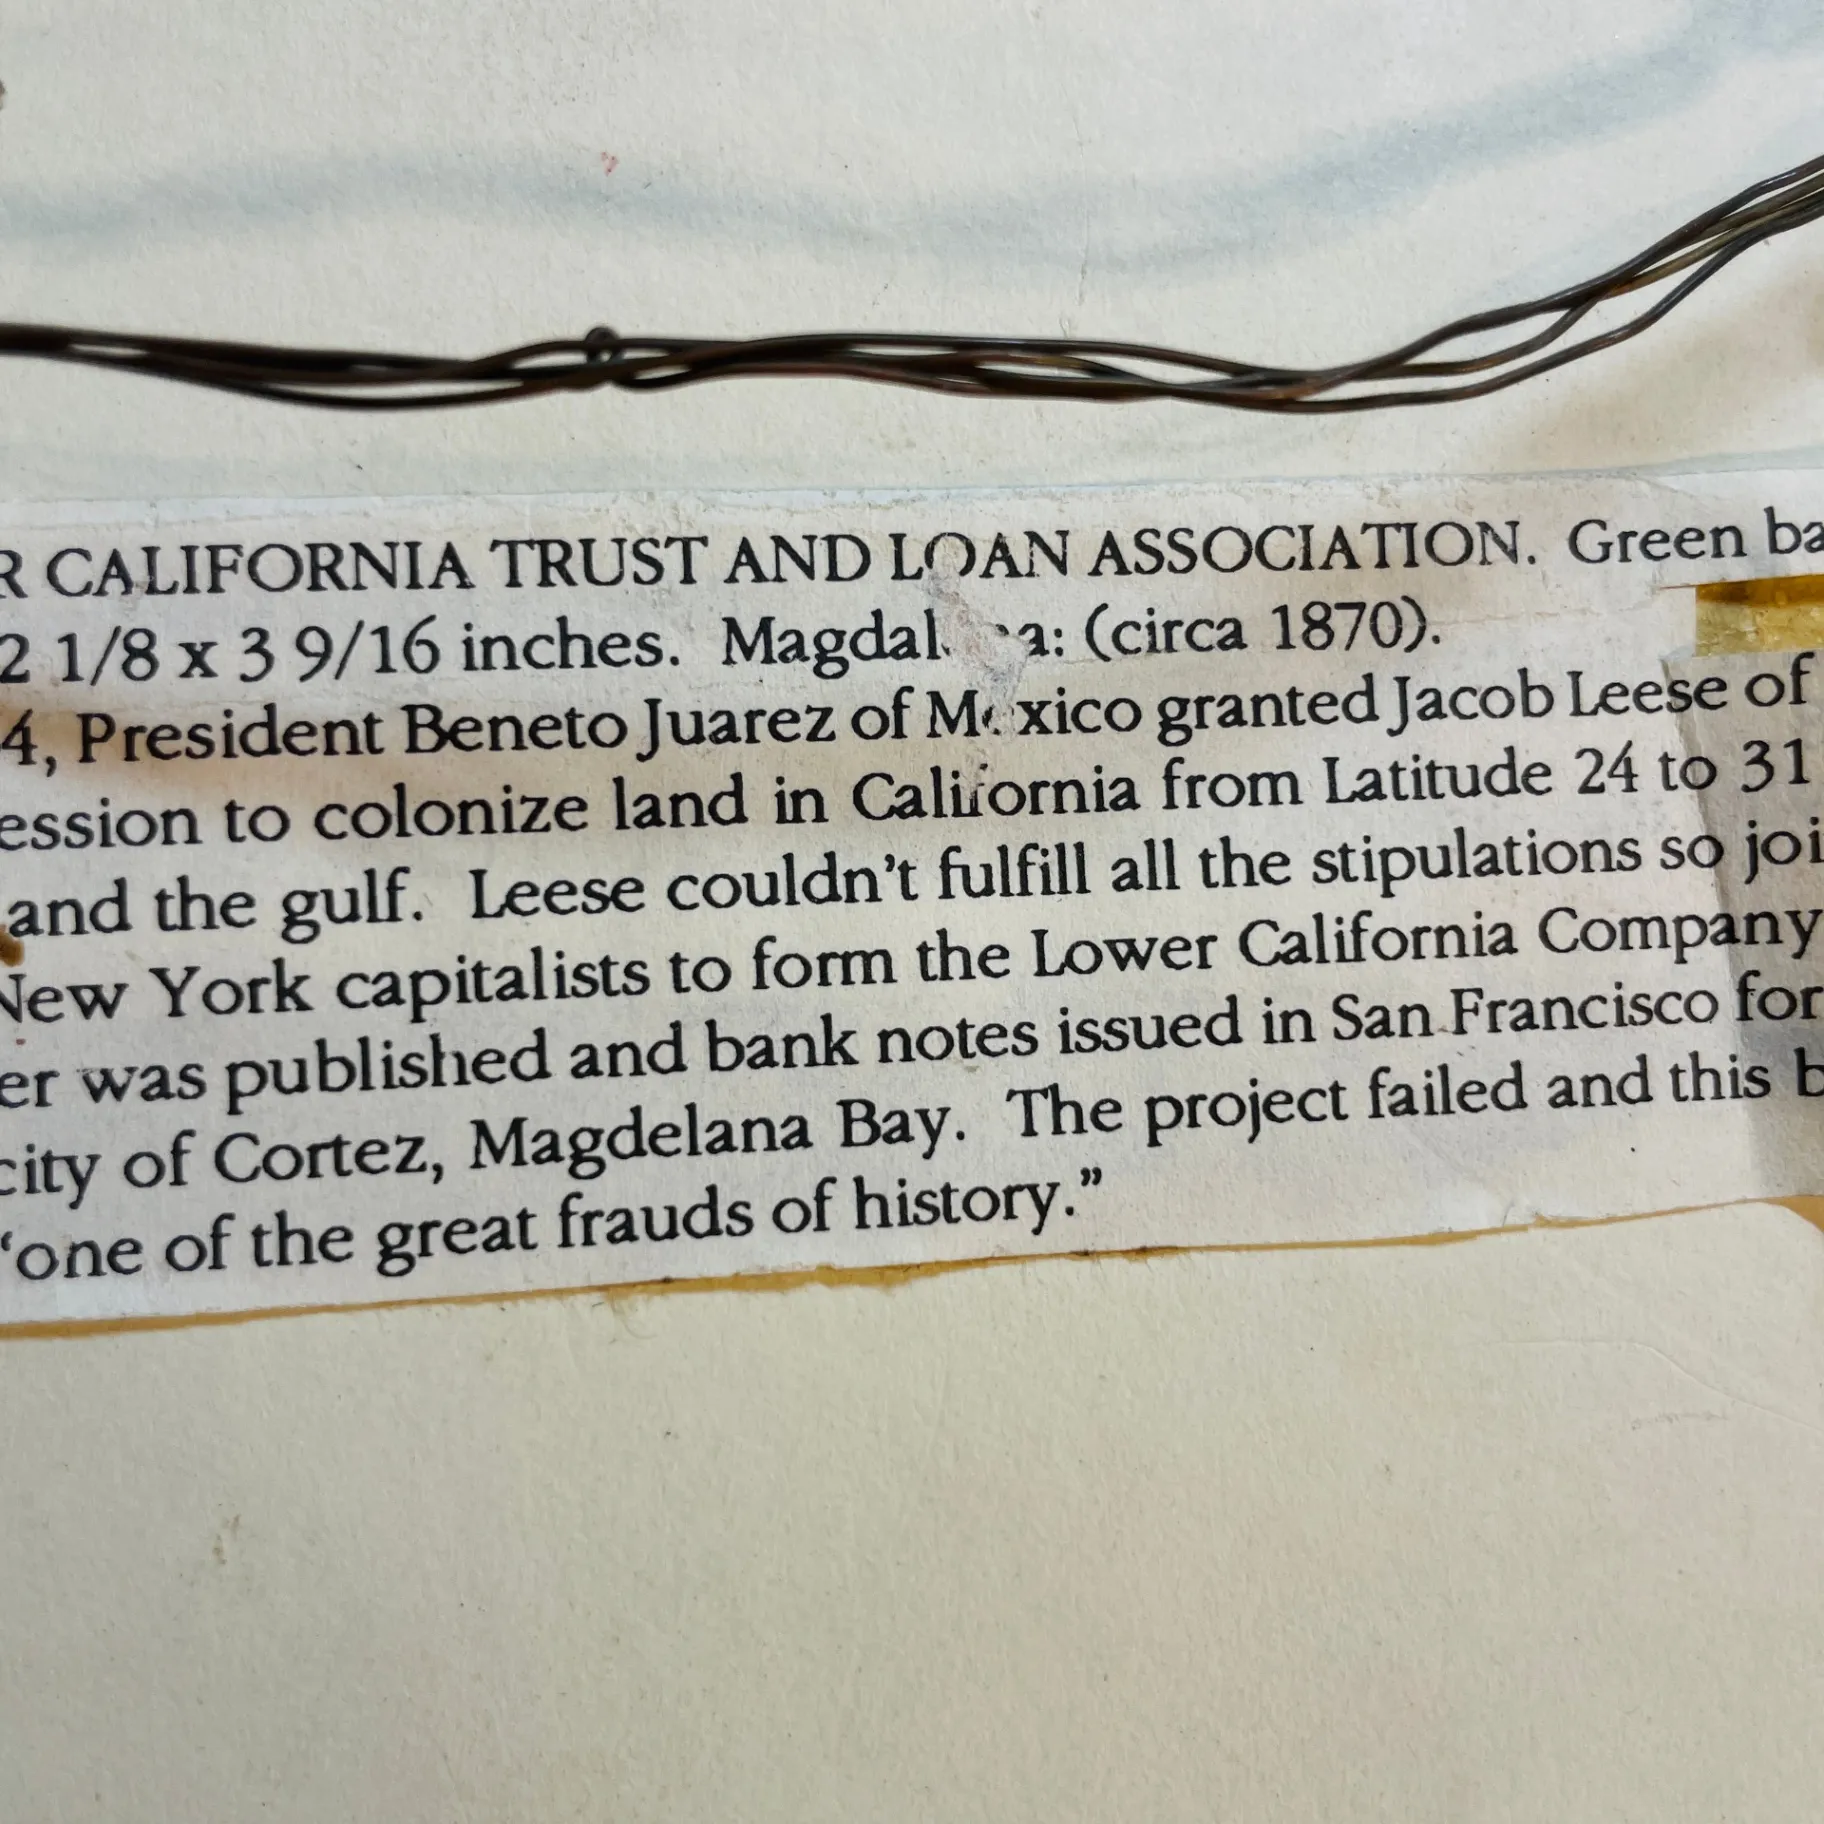 R CALIFORNIA TRUST AND LOAN ASSOCIATION. Green ba
2 1/8 x 3 9/16 inches. (circa 1870).
4, President Beneto Juarez of Mexico granted Jacob Leese of
ession to colonize land in California from Latitude 24 to 31
and the gulf. Leese couldn't fulfill all the stipulations so joi
New York capitalists to form the Lower California Company
er was published and bank notes issued in San Francisco for
city of Cortez, Magdelana Bay. The project failed and this b
“one of the great frauds of history.”